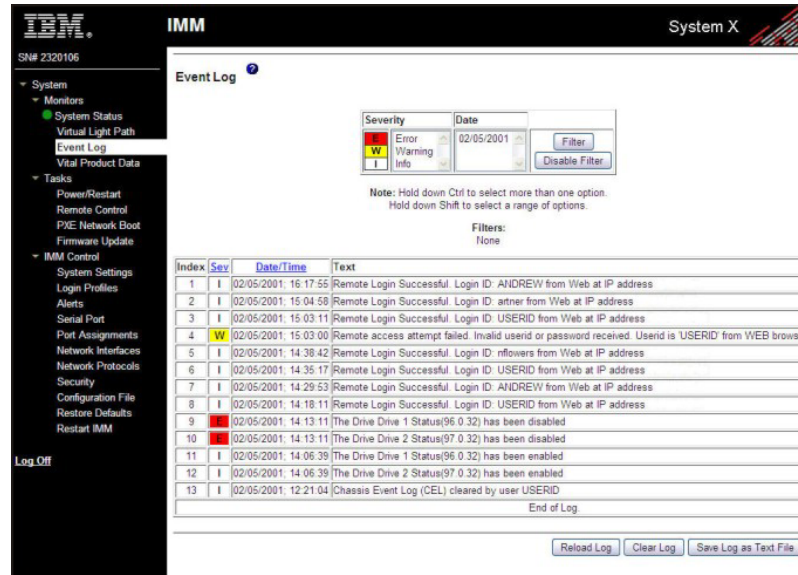 IBM.
IMM
System X
SN# 2320106
System
Monitors
System Status
Virtual Light Path
Event Log
Vital Product Data
Tasks
Power/Restart
Remote Control
PXE Network Boot
Firmware Update
IMM Control
System Settings
Login Profiles
Alerts
Serial Port
Port Assignments
Network Interfaces
Network Protocols
Security
Configuration File
Restore Defaults
Restart IMM
Log Off
Event Log ?
Severity Date
E Error 02/05/2001 Filter
W Warning Disable Filter
I Info
Note: Hold down Ctrl to select more than one option.
Hold down Shift to select a range of options.
Filters:
None
Index Sev Date/Time Text
1 I 02/05/2001; 16:17:55 Remote Login Successful. Login ID: ANDREW from Web at IP address
2 I 02/05/2001; 15:04:58 Remote Login Successful. Login ID: artner from Web at IP address
3 I 02/05/2001; 15:03:11 Remote Login Successful. Login ID: USERID from Web at IP address
4 W 02/05/2001; 15:03:00 Remote access attempt failed. Invalid userid or password received. Userid is 'USERID' from WEB brows
5 I 02/05/2001; 14:38:42 Remote Login Successful. Login ID: nflowers from Web at IP address
6 I 02/05/2001; 14:35:17 Remote Login Successful. Login ID: USERID from Web at IP address
7 I 02/05/2001; 14:29:53 Remote Login Successful. Login ID: ANDREW from Web at IP address
8 I 02/05/2001; 14:18:11 Remote Login Successful. Login ID: USERID from Web at IP address
9 E 02/05/2001; 14:13:11 The Drive Drive 1 Status(96.0.32) has been disabled
10 E 02/05/2001; 14:13:11 The Drive Drive 2 Status(97.0.32) has been disabled
11 I 02/05/2001; 14:06:39 The Drive Drive 1 Status(96.0.32) has been enabled
12 I 02/05/2001; 14:06:39 The Drive Drive 2 Status(97.0.32) has been enabled
13 I 02/05/2001; 12:21:04 Chassis Event Log (CEL) cleared by user USERID
End of Log.
Reload Log Clear Log Save Log as Text File